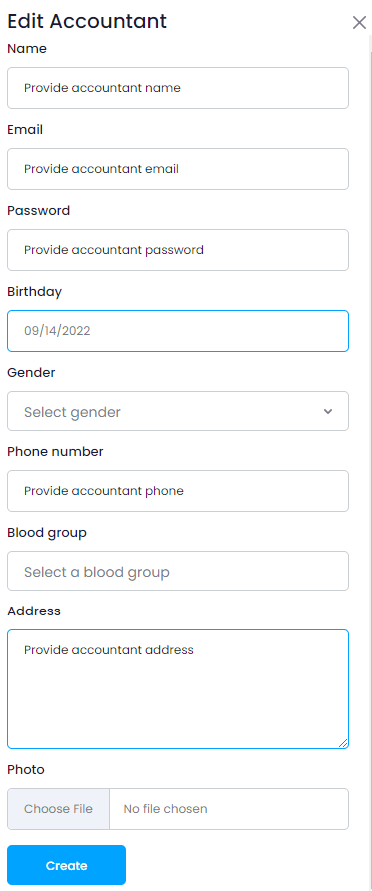 Edit Accountant
Name
Provide accountant name
Email
Provide accountant email
Password
Provide accountant password
Birthday
09/14/2022
Gender
Select gender
Phone number
Provide accountant phone
Blood group
Select a blood group
Address
Provide accountant address
Photo
Choose File No file chosen
Create